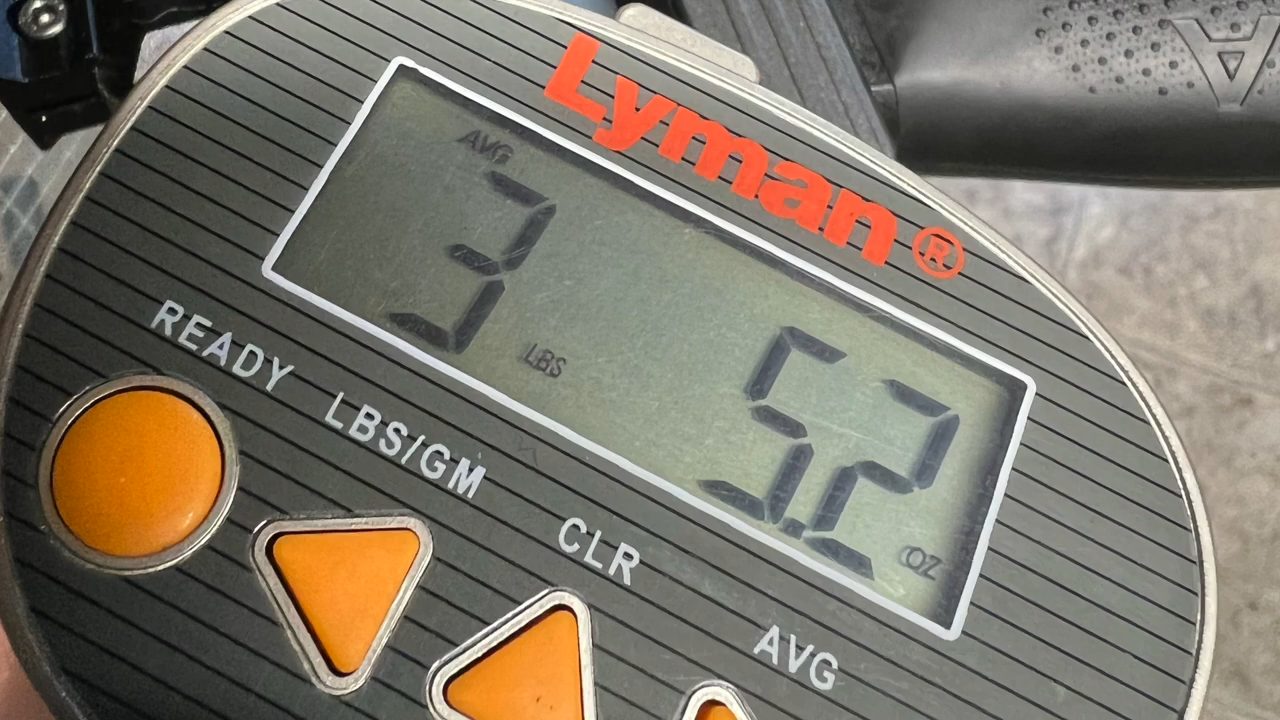 Lyman®
AVG
3 LBS 5.2 OZ
READY
LBS/GM
CLR
AVG